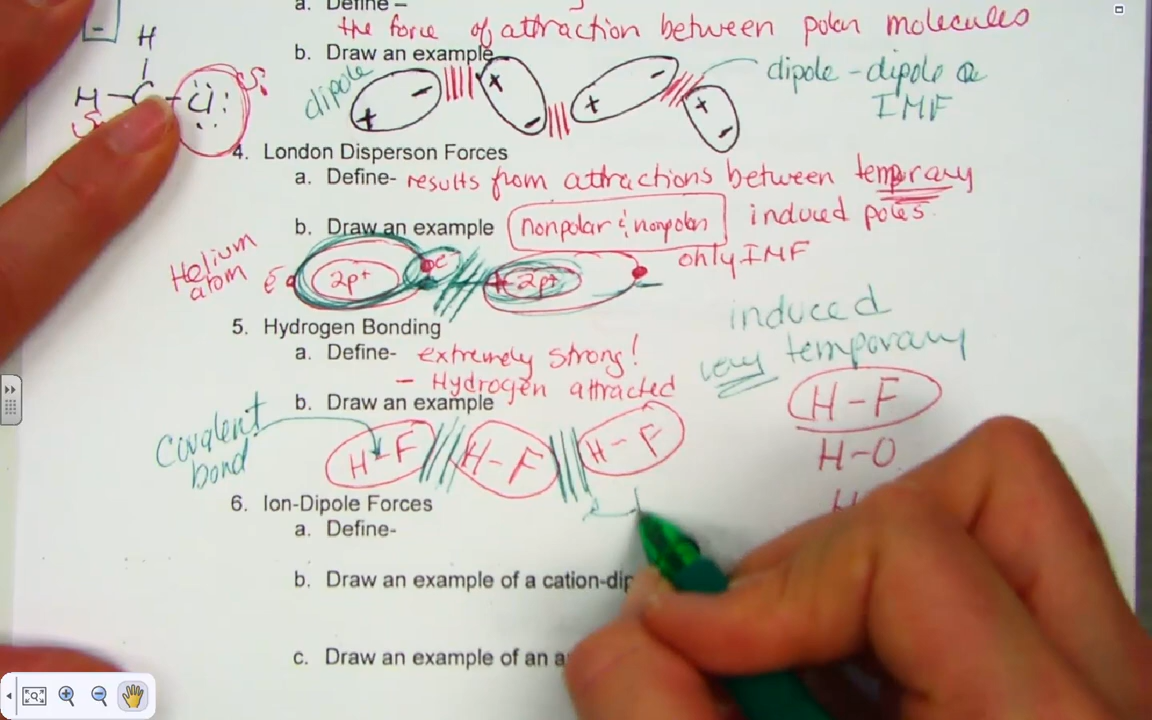 a. Define –
the force of attraction between polar molecules
b. Draw an example
dipole
+ - + - + - + -
dipole - dipole
IMF
H
H - C - Cl
4. London Disperson Forces
a. Define- results from attractions between temprary
induced poles
b. Draw an example
nonpolar & nonpolar
only IMF
Helium
atom
e-
2p+
e-
2p+
induced
very temporary
5. Hydrogen Bonding
a. Define- extremely strong!
- Hydrogen attracted
b. Draw an example
covalent
bond
H-F H-F H-F
H-F
H-O
H
6. Ion-Dipole Forces
a. Define-
b. Draw an example of a cation-dip
c. Draw an example of an a